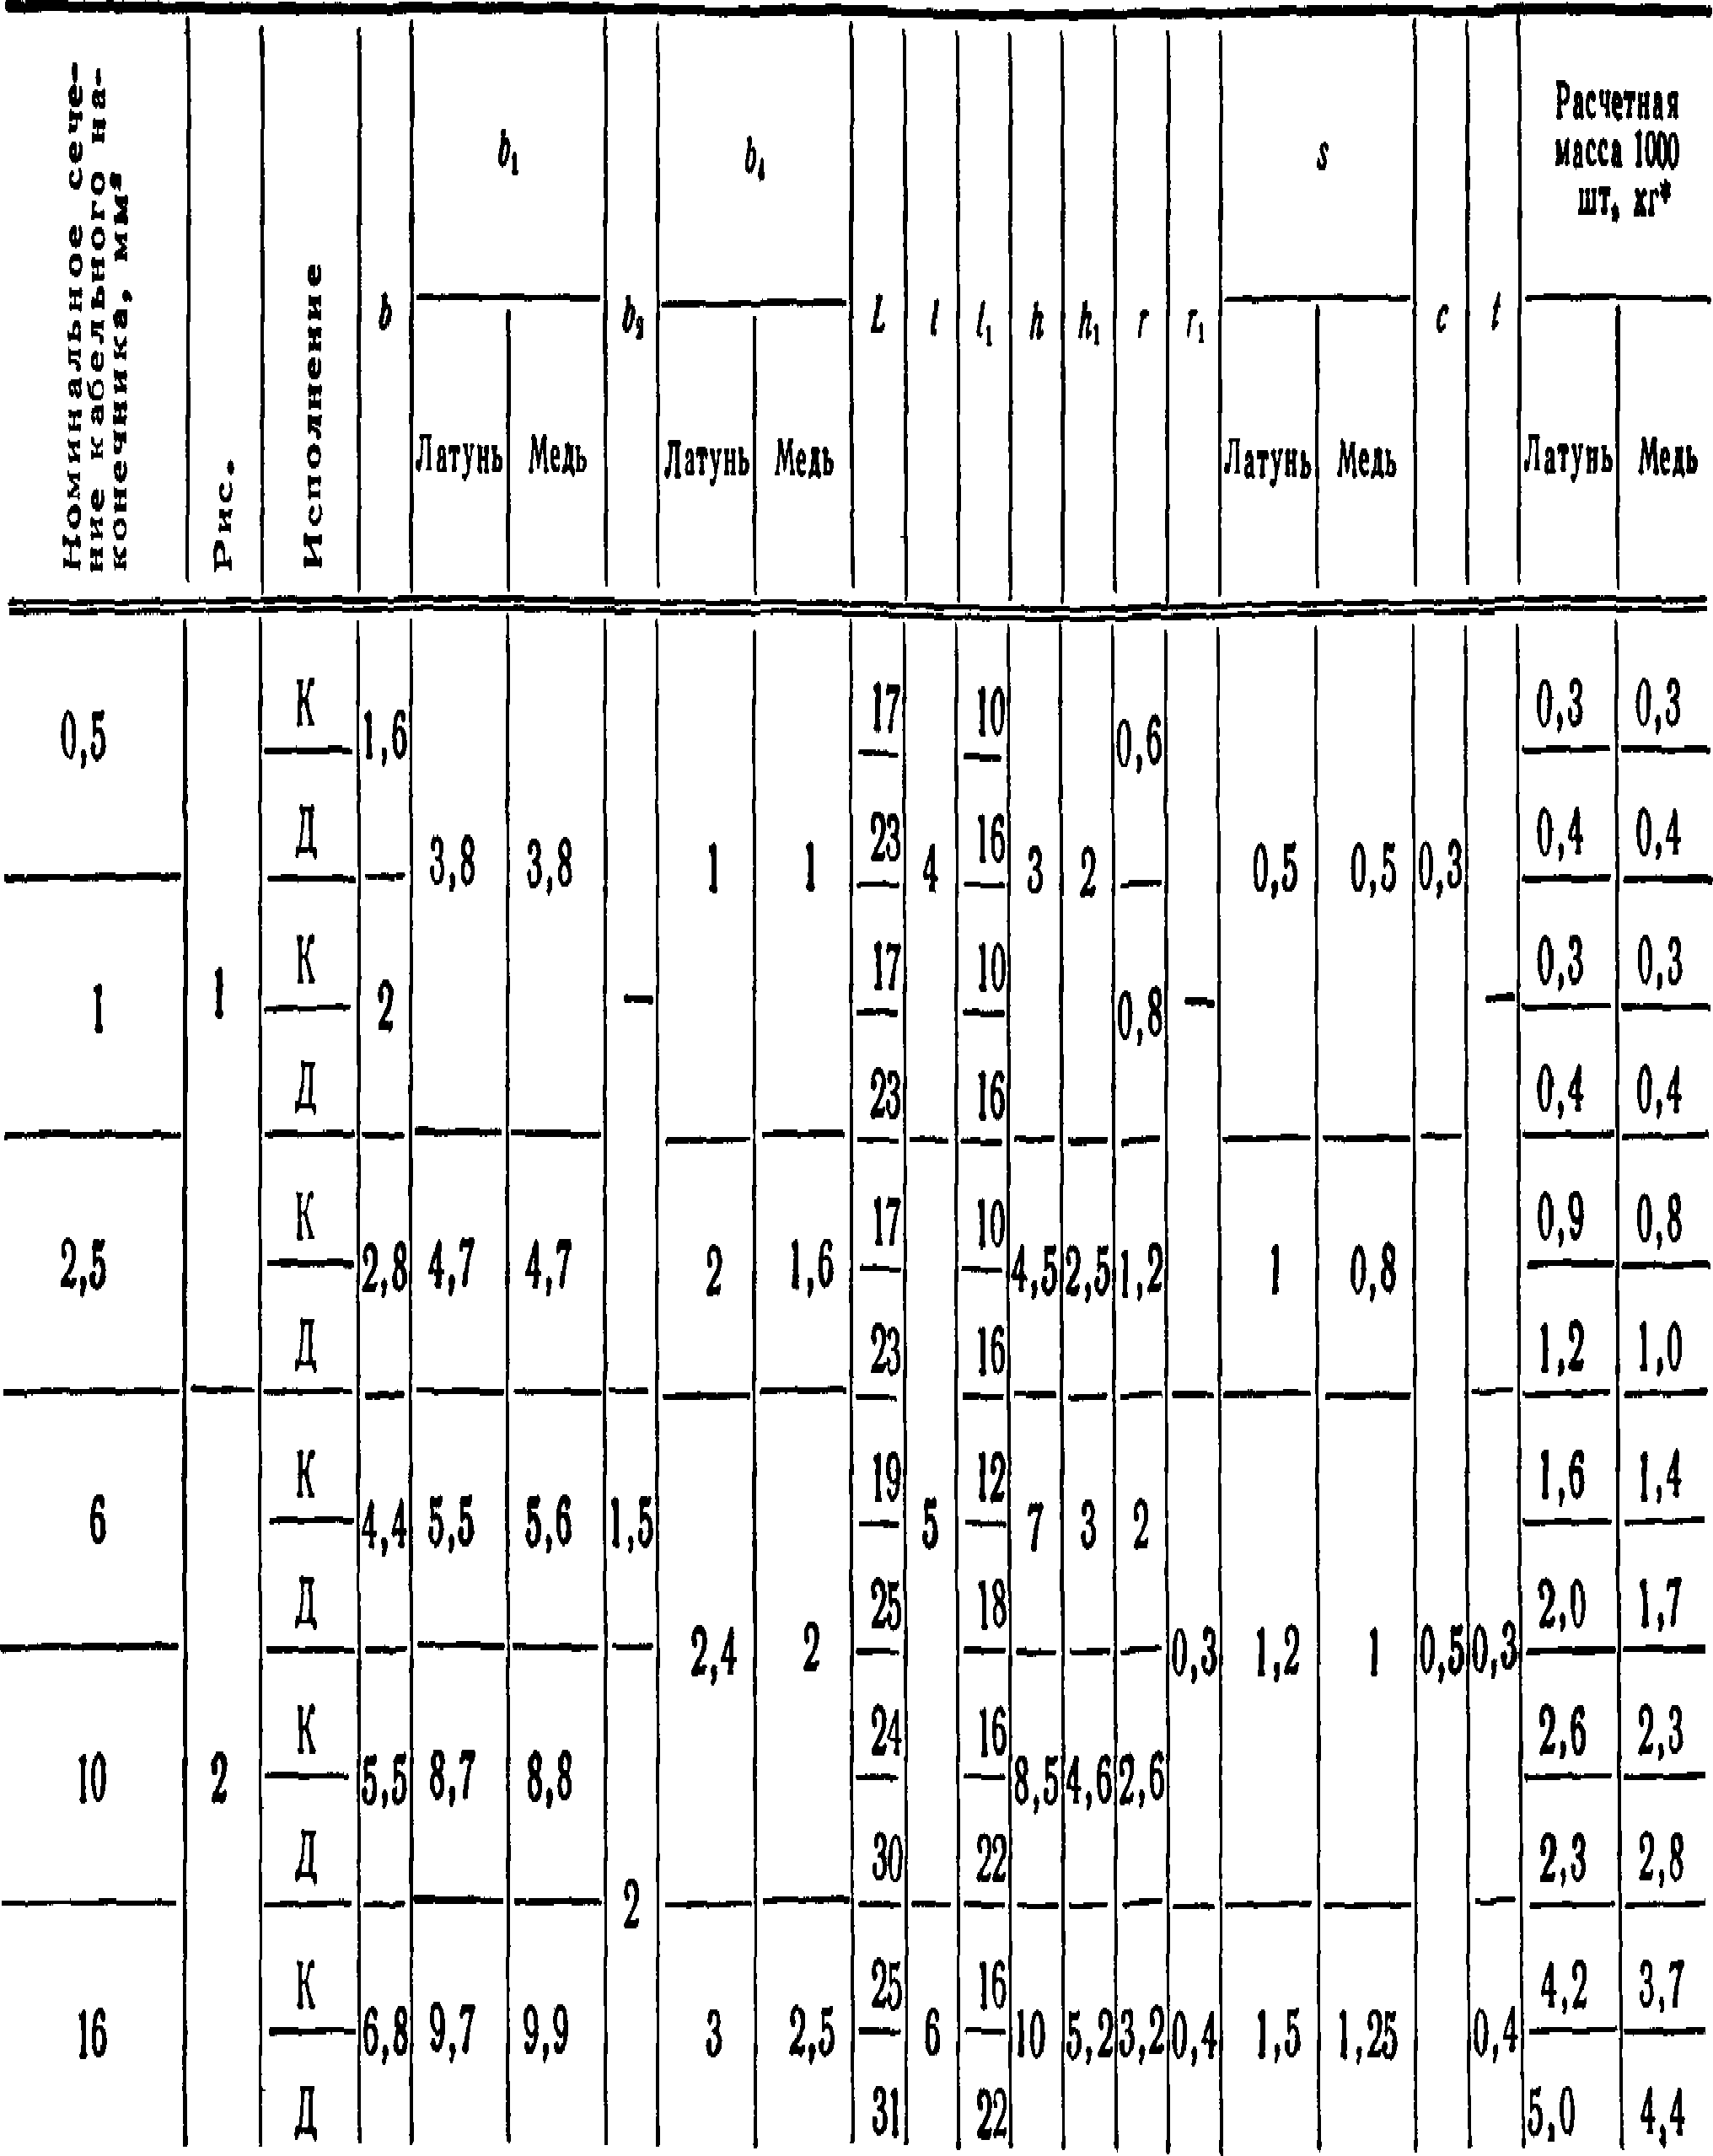 Номинальное сече-
ние кабельного на-
конечника, мм²
Рис.
Исполнение
b
b₁
Латунь Медь
b₉
b₄
Латунь Медь
L
l
l₁
h
h₁
r
r₁
s
Латунь Медь
c
t
Расчетная
масса 1000
шт, кг*
Латунь Медь
К 17 10 0,3 0,3
0,5 1,6 0,6
Д 23 16 0,4 0,4
3,8 3,8 1 1 4 3 2 0,5 0,5 0,3
К 17 10 0,3 0,3
1 1 2 — 0,8 — —
Д 23 16 0,4 0,4
К 17 10 0,9 0,8
2,5 2,8 4,7 4,7 2 1,6 4,5 2,5 1,2 1 0,8
Д 23 16 1,2 1,0
К 19 12 1,6 1,4
6 4,4 5,5 5,6 1,5 5 7 3 2
Д 25 18 2,0 1,7
2,4 2 0,3 1,2 1 0,5 0,3
К 24 16 2,6 2,3
10 2 5,5 8,7 8,8 8,5 4,6 2,6
Д 30 22 2,3 2,8
2
К 25 16 4,2 3,7
16 6,8 9,7 9,9 3 2,5 6 10 5,2 3,2 0,4 1,5 1,25 0,4
Д 31 22 5,0 4,4